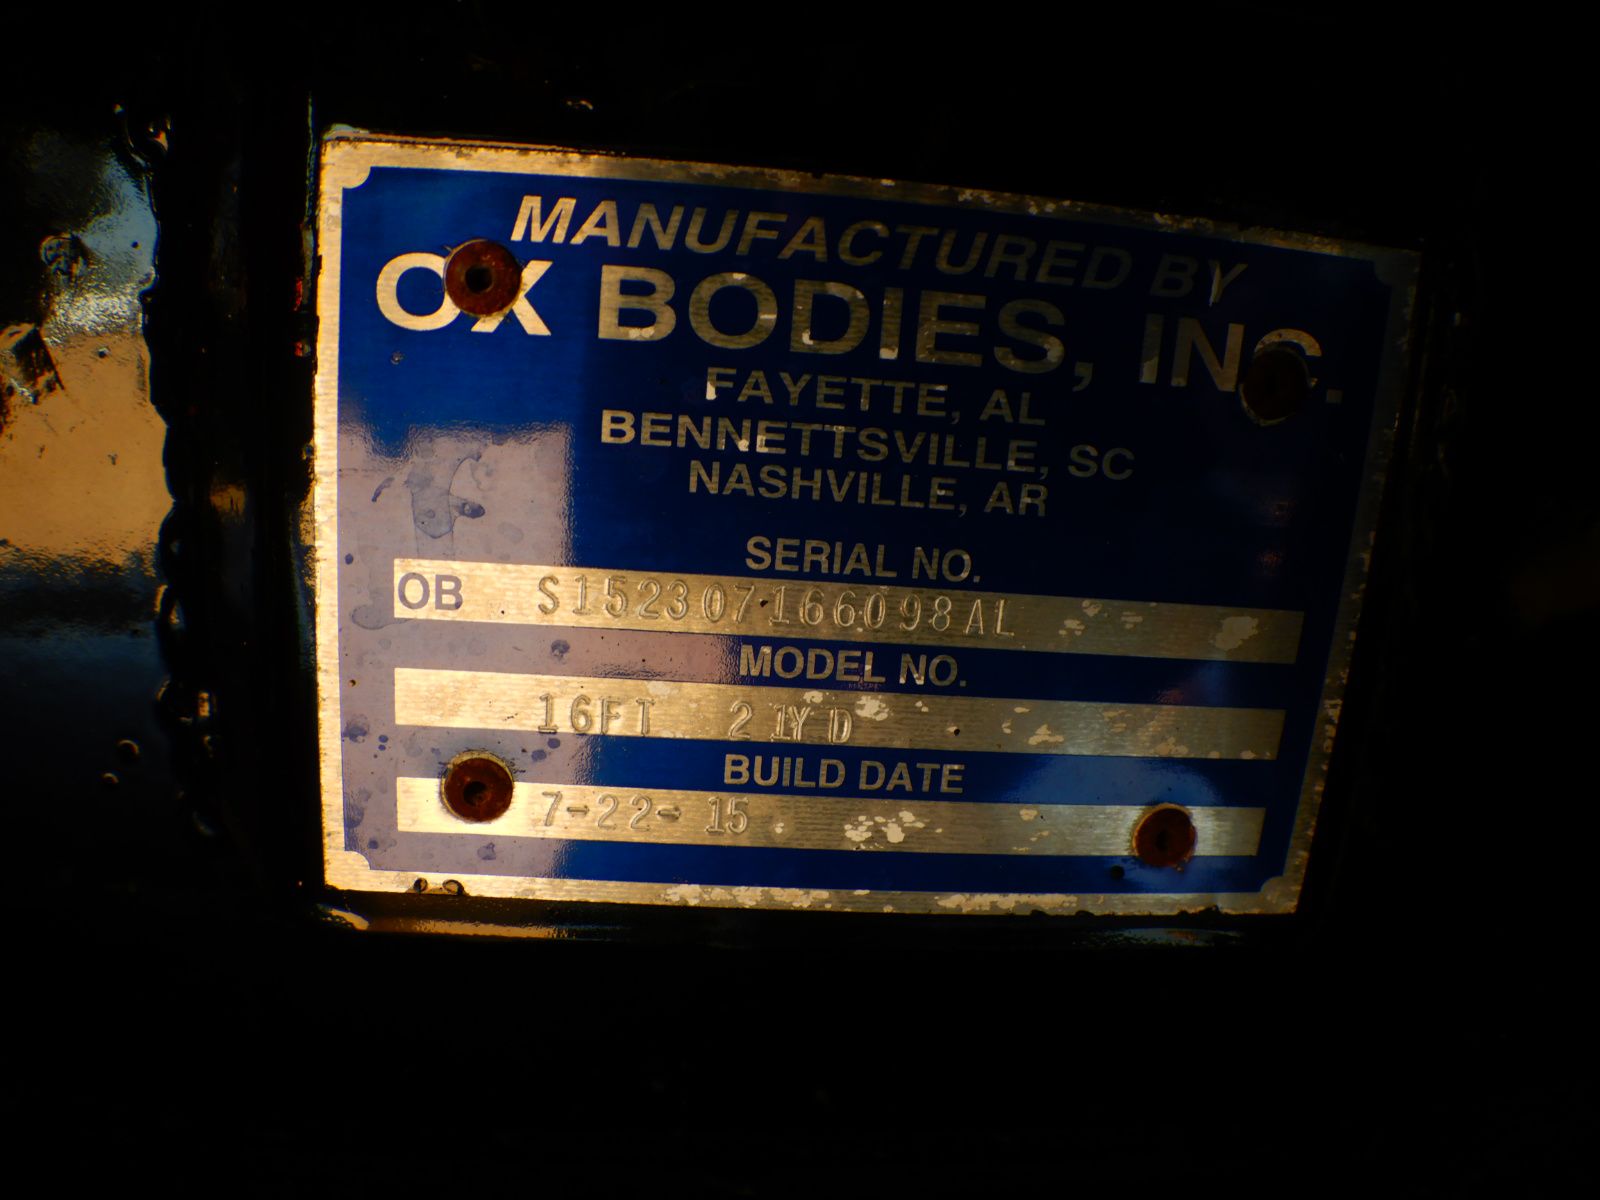 MANUFACTURED BY
OX BODIES, INC.
FAYETTE, AL
BENNETTSVILLE, SC
NASHVILLE, AR
SERIAL NO.
OB S152307166098AL
MODEL NO.
16FT 21YD
BUILD DATE
7-22-15